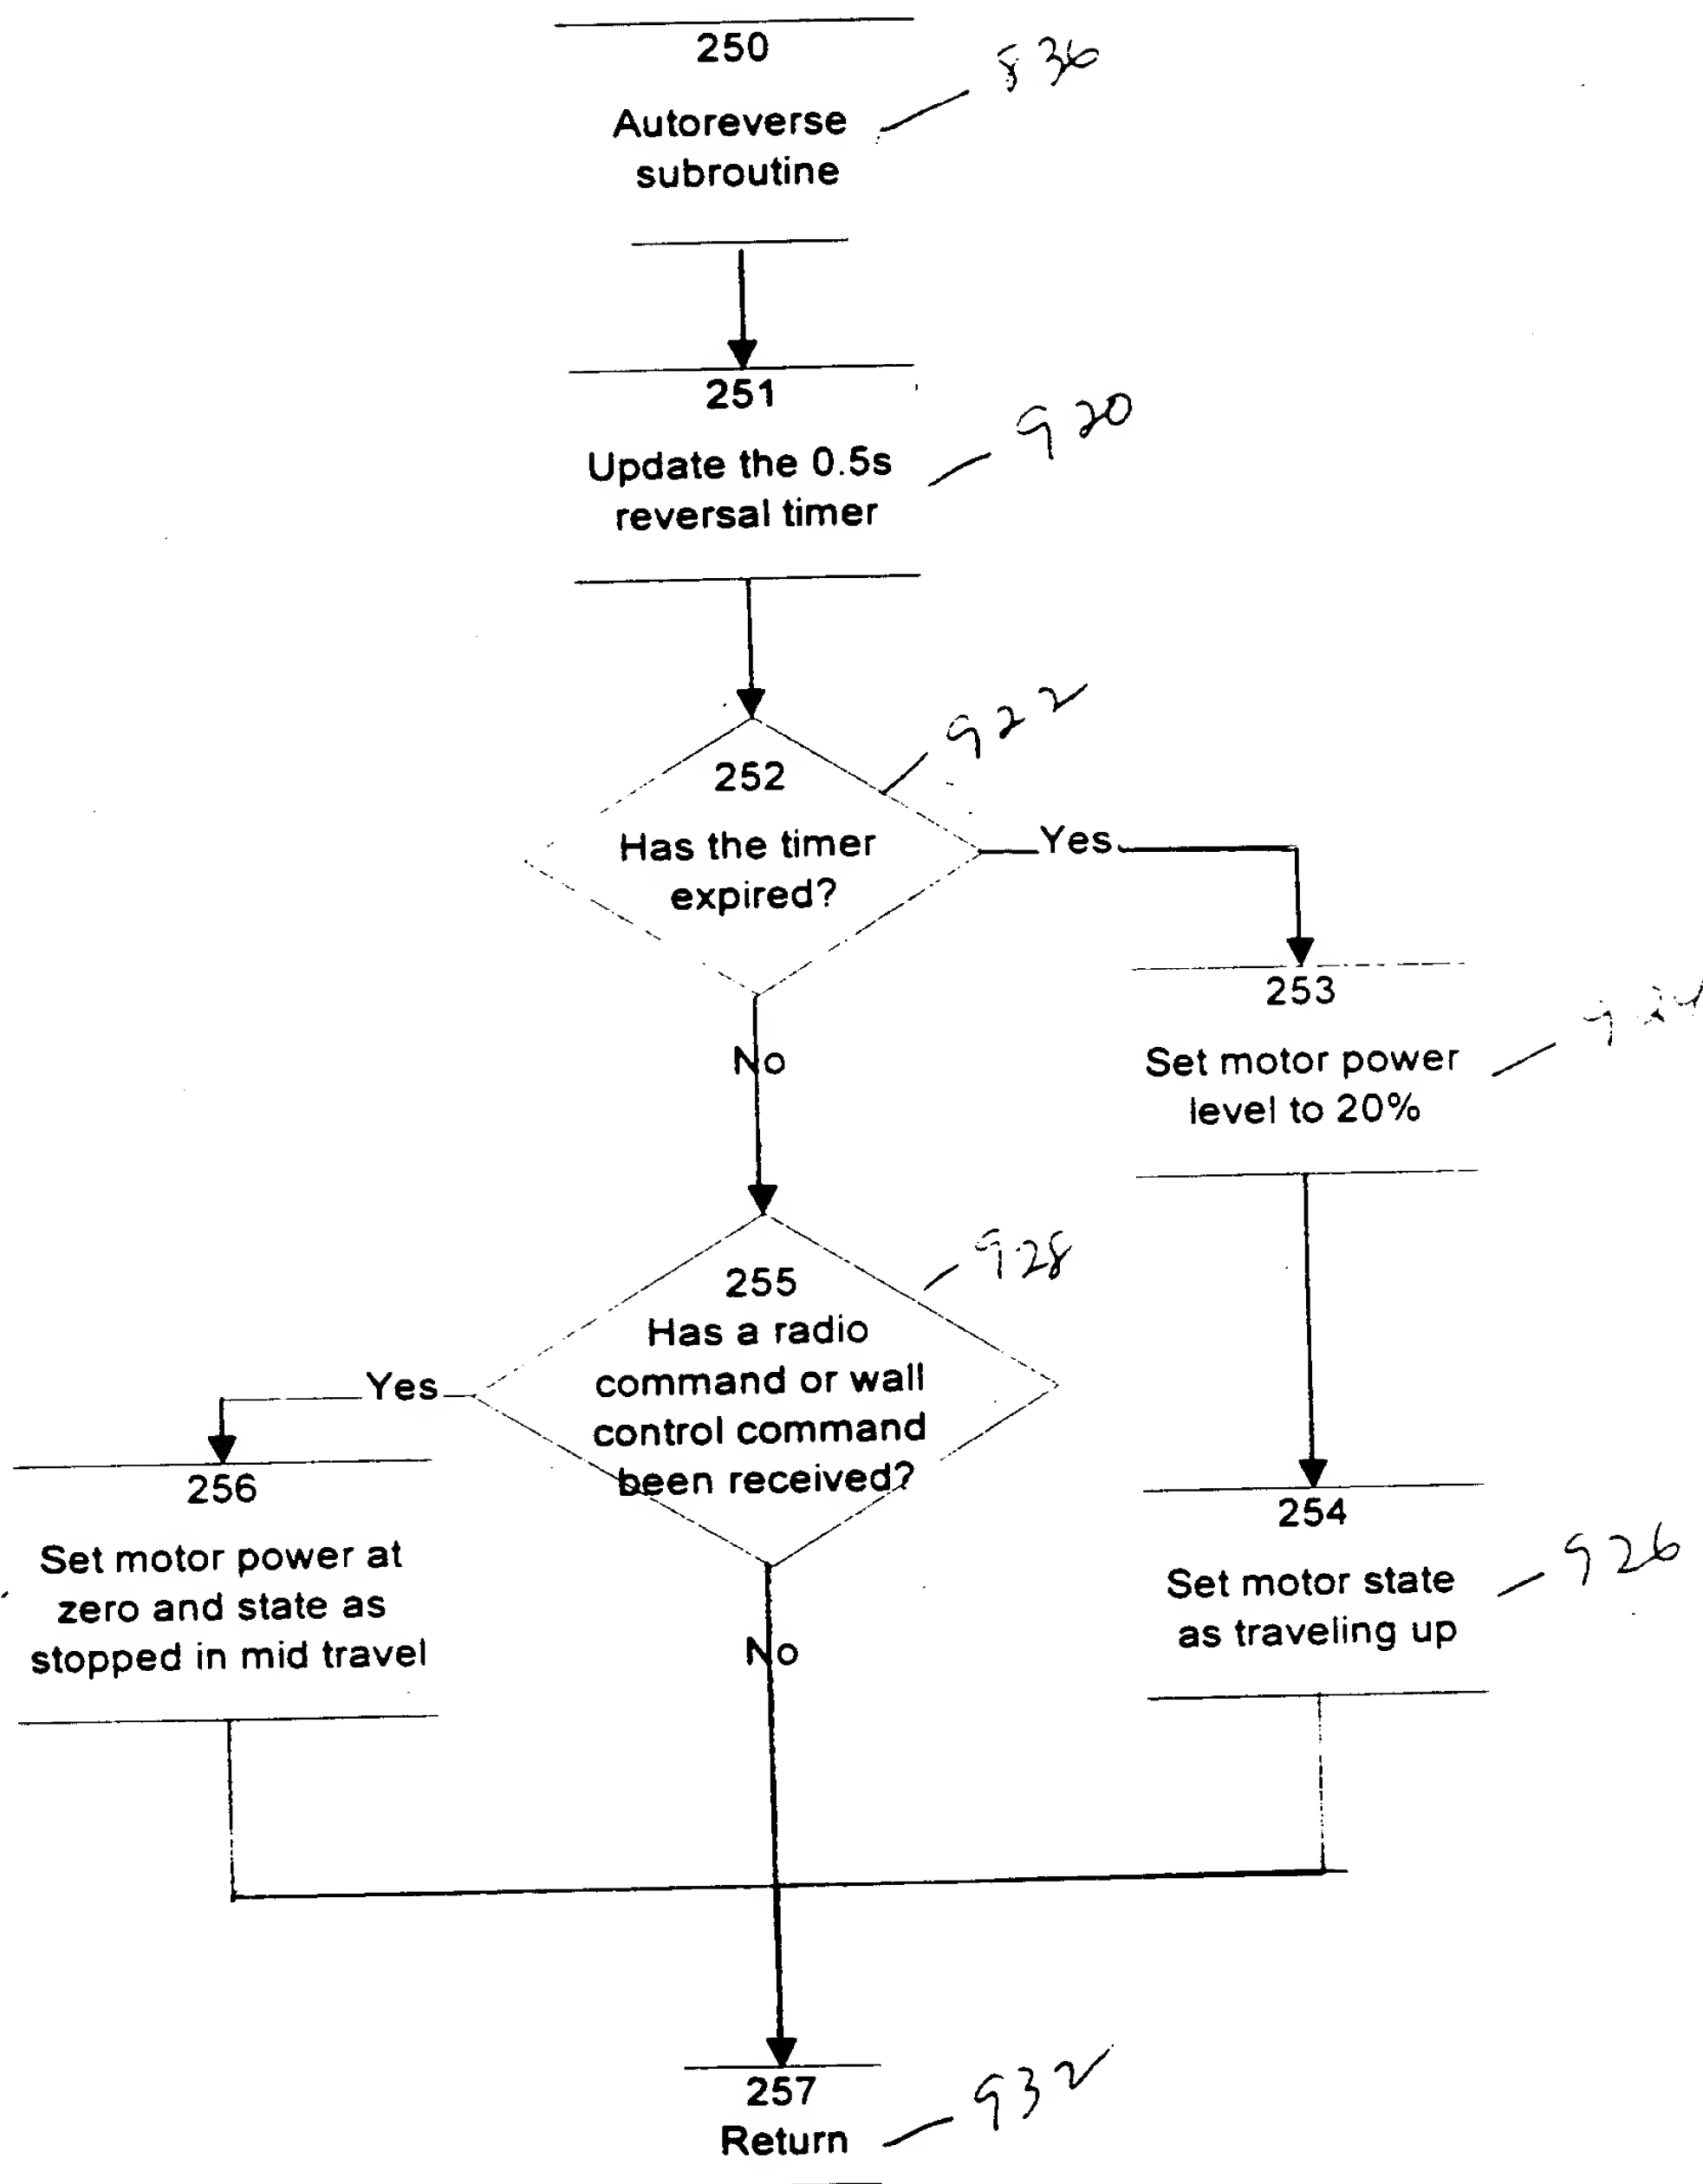 250
Autoreverse
subroutine
836
251
Update the 0.5s
reversal timer
920
252
Has the timer
expired?
922
Yes
No
253
Set motor power
level to 20%
924
255
Has a radio
command or wall
control command
been received?
928
Yes
No
256
Set motor power at
zero and state as
stopped in mid travel
254
Set motor state
as traveling up
926
257
Return
932